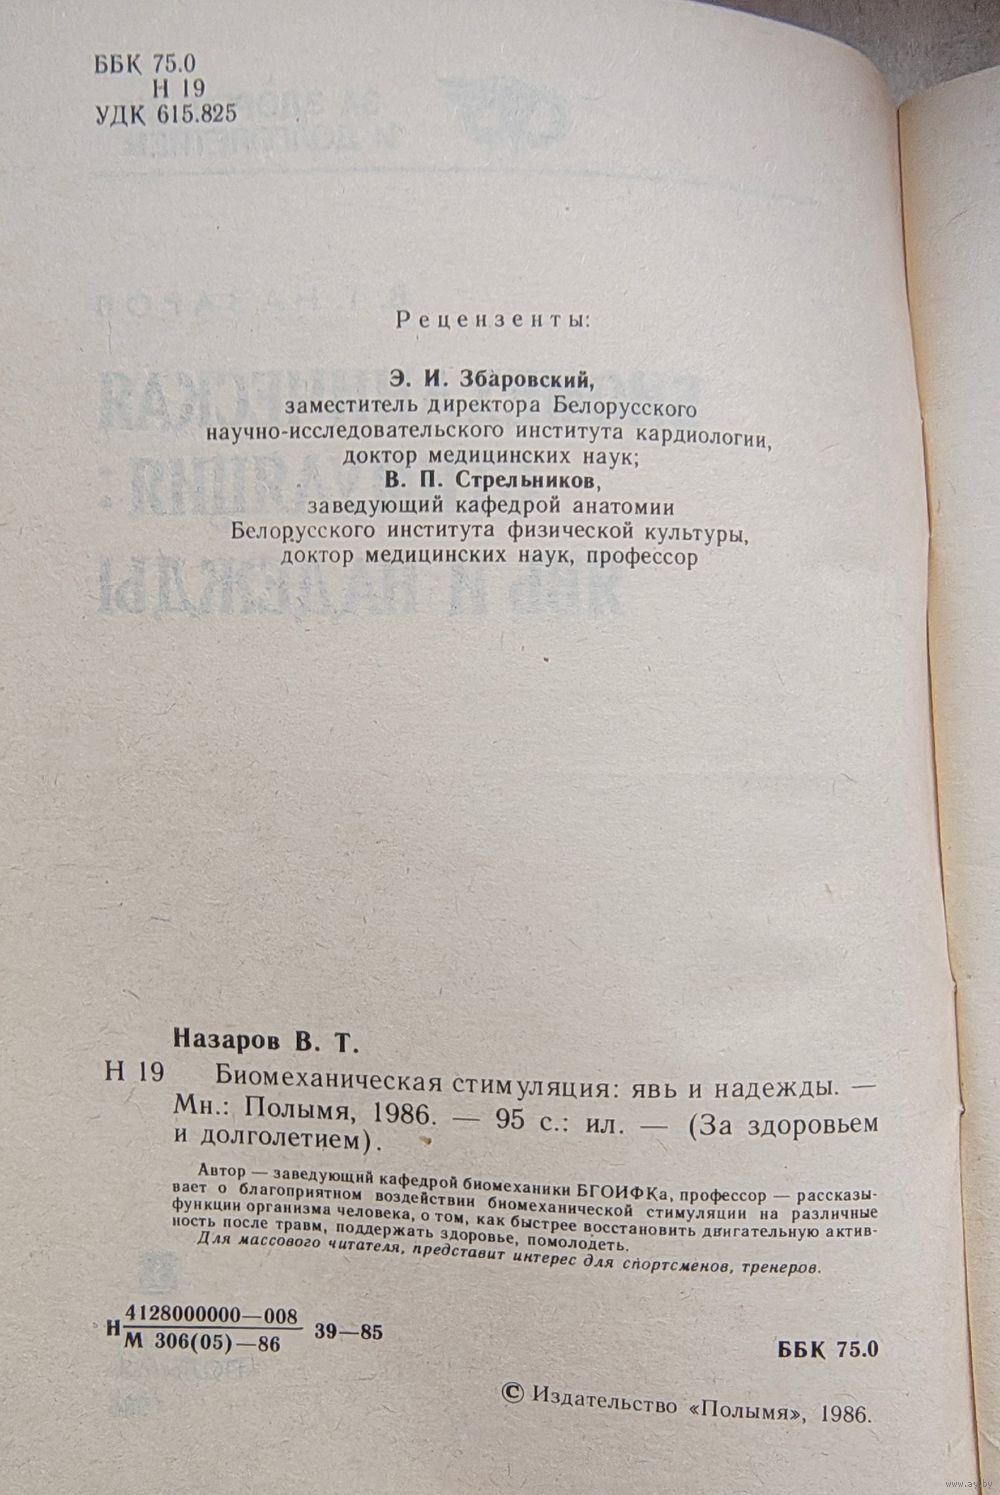 ББК 75.0
Н 19
УДК 615.825
Рецензенты:
Э. И. Збаровский,
заместитель директора Белорусского
научно-исследовательского института кардиологии,
доктор медицинских наук;
В. П. Стрельников,
заведующий кафедрой анатомии
Белорусского института физической культуры,
доктор медицинских наук, профессор
Назаров В. Т.
Н 19 Биомеханическая стимуляция: явь и надежды. —
Мн.: Полымя, 1986. — 95 с.: ил. — (За здоровьем
и долголетием).
Автор — заведующий кафедрой биомеханики БГОИФКа, профессор — рассказы-
вает о благоприятном воздействии биомеханической стимуляции на различные
функции организма человека, о том, как быстрее восстановить двигательную актив-
ность после травм, поддержать здоровье, помолодеть.
Для массового читателя, представит интерес для спортсменов, тренеров.
Н 4128000000—008
М 306(05)—86 39—85
ББК 75.0
© Издательство «Полымя», 1986.
www.ay.by